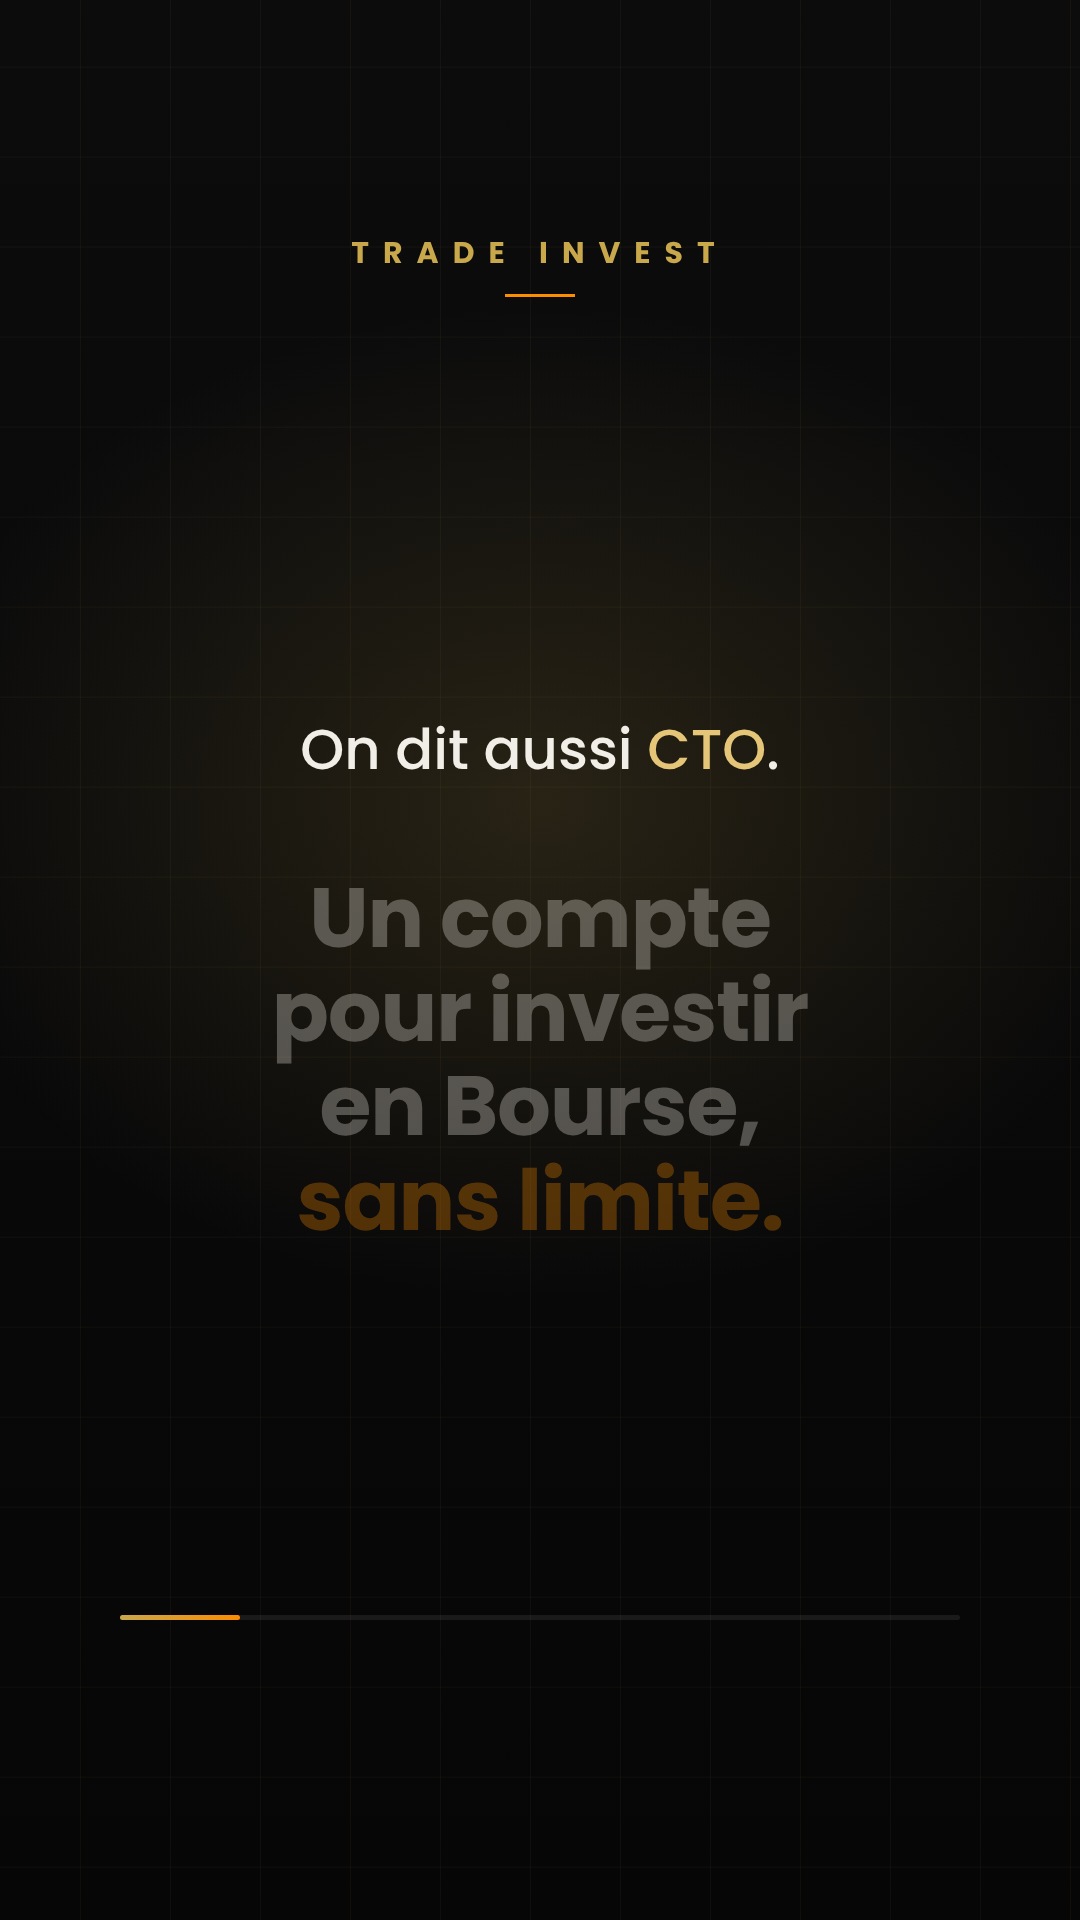 TRADE INVEST
On dit aussi CTO.
Un compte
pour investir
en Bourse,
sans limite.